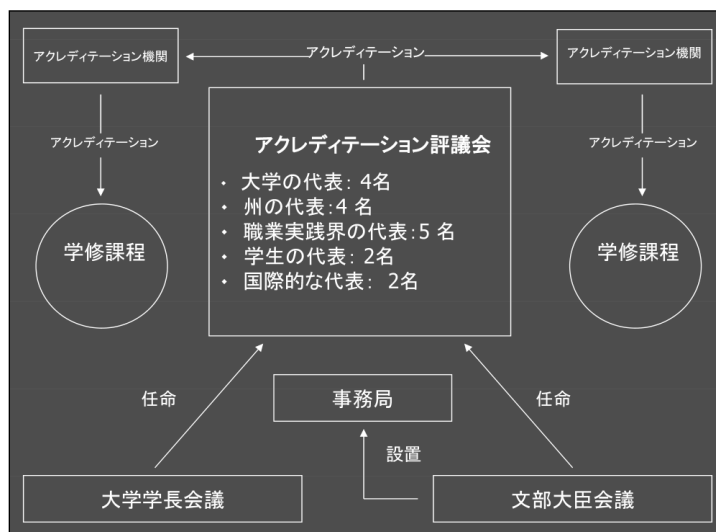 アクレディテーション機関
アクレディテーション
アクレディテーション機関
アクレディテーション
アクレディテーション評議会
・ 大学の代表: 4名
・ 州の代表:4 名
・ 職業実践界の代表:5 名
・ 学生の代表: 2名
・ 国際的な代表: 2名
アクレディテーション
学修課程
学修課程
任命
事務局
任命
設置
大学学長会議
文部大臣会議